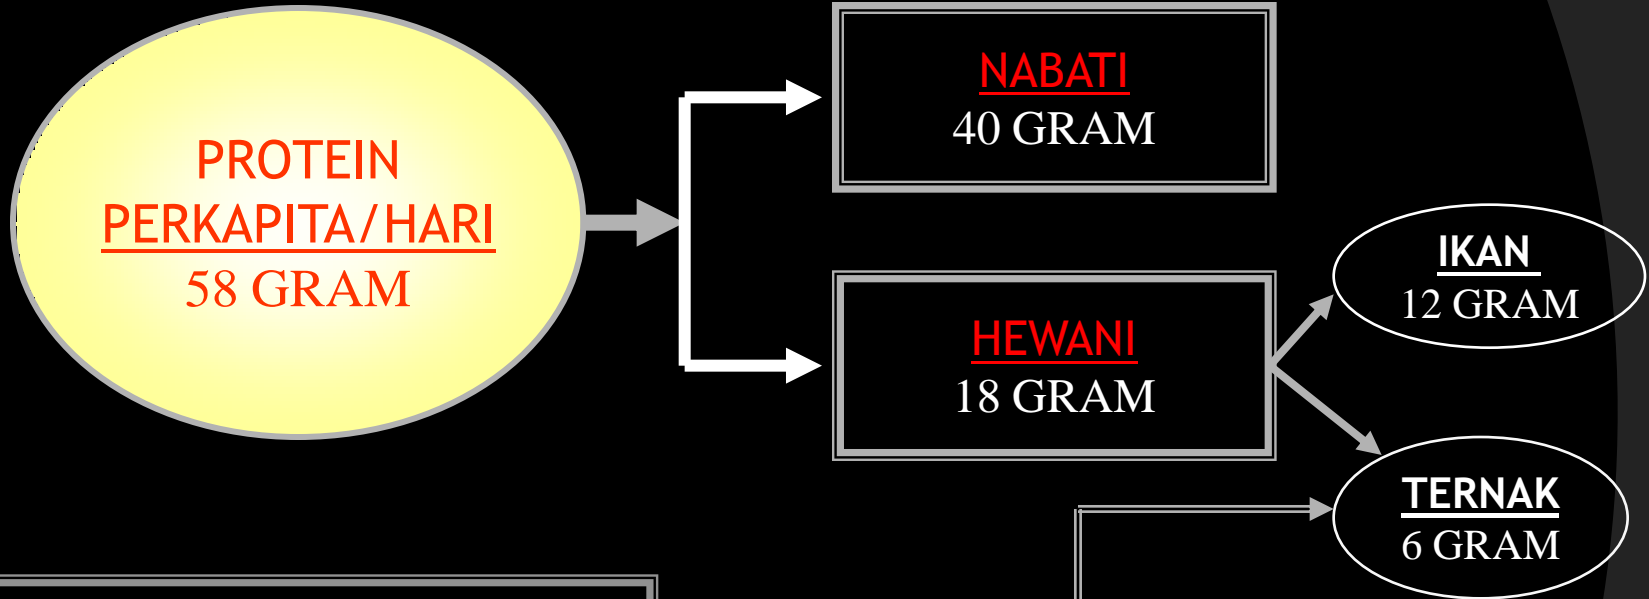 PROTEIN
PERKAPITA/HARI
58 GRAM
NABATI
40 GRAM
HEWANI
18 GRAM
IKAN
12 GRAM
TERNAK
6 GRAM